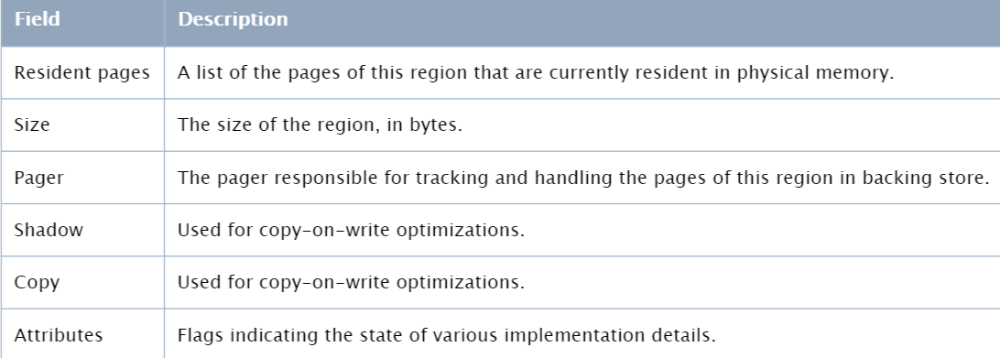 Field Description
Resident pages A list of the pages of this region that are currently resident in physical memory.
Size The size of the region, in bytes.
Pager The pager responsible for tracking and handling the pages of this region in backing store.
Shadow Used for copy-on-write optimizations.
Copy Used for copy-on-write optimizations.
Attributes Flags indicating the state of various implementation details.